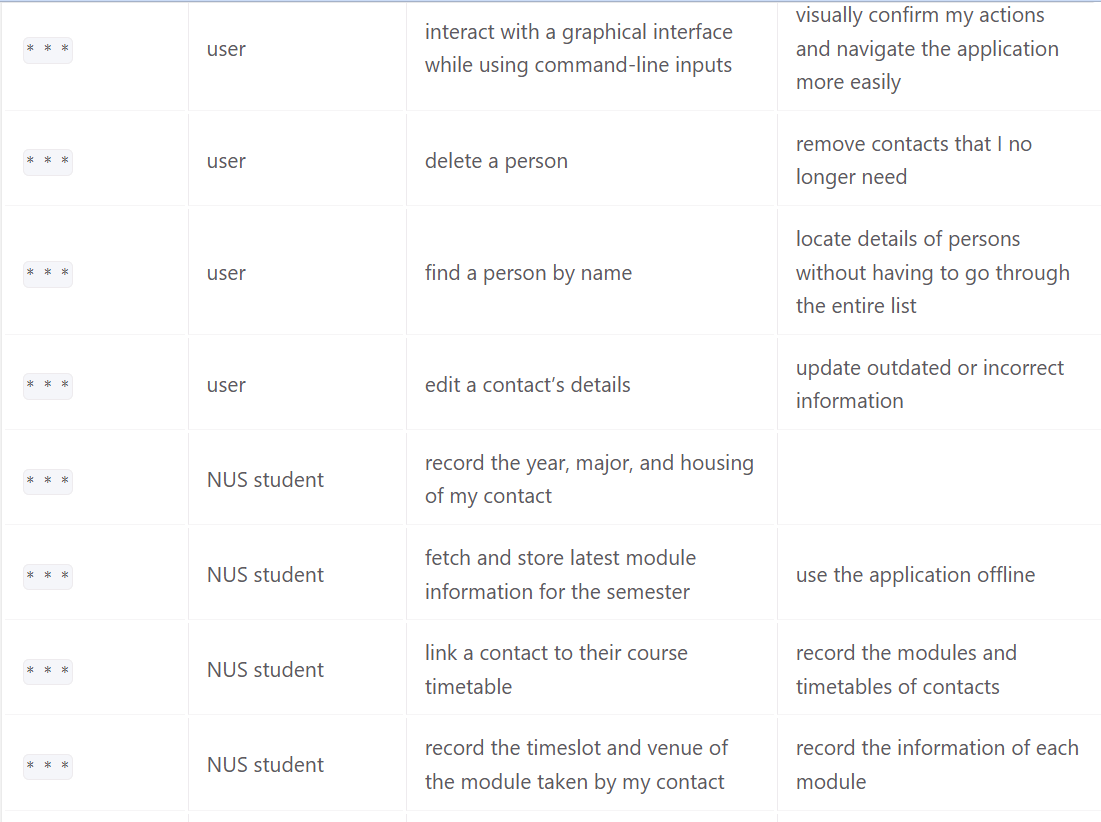 visually confirm my actions
* * * user interact with a graphical interface and navigate the application
while using command-line inputs more easily
* * * user delete a person remove contacts that I no
longer need
* * * user find a person by name locate details of persons
without having to go through
the entire list
* * * user edit a contact’s details update outdated or incorrect
information
* * * NUS student record the year, major, and housing
of my contact
* * * NUS student fetch and store latest module use the application offline
information for the semester
* * * NUS student link a contact to their course record the modules and
timetable timetables of contacts
* * * NUS student record the timeslot and venue of record the information of each
the module taken by my contact module